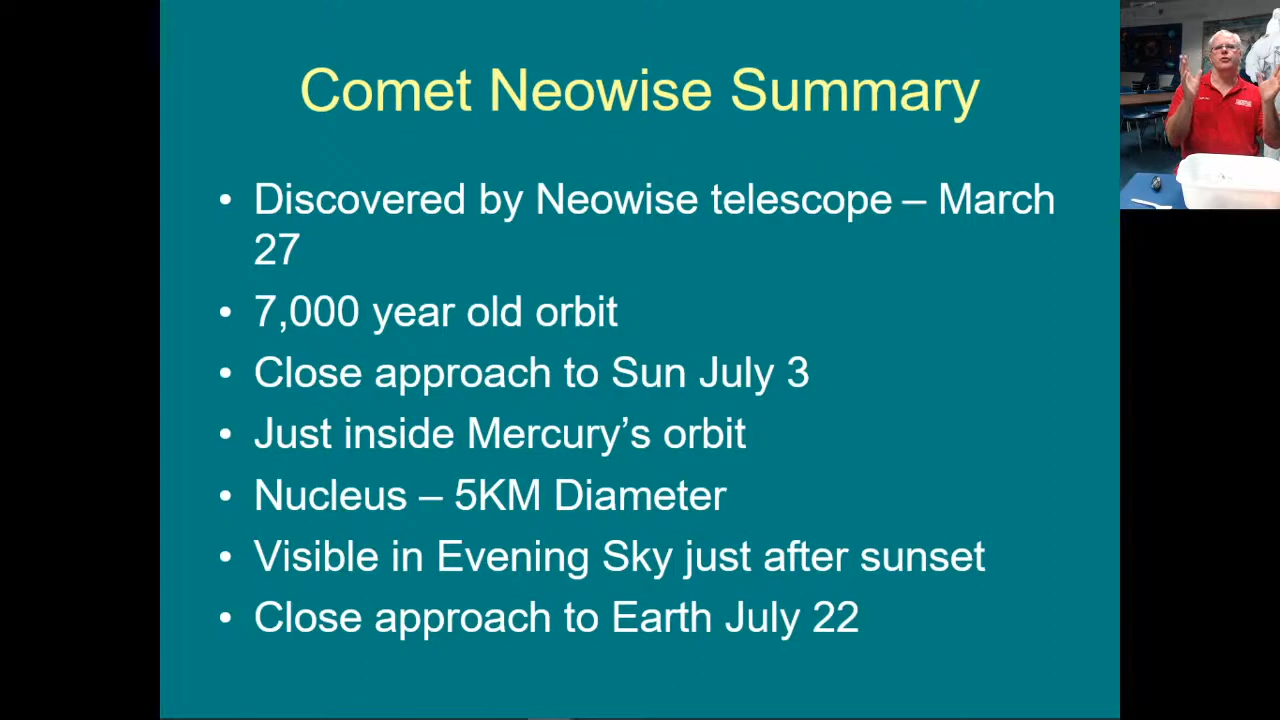 Comet Neowise Summary
• Discovered by Neowise telescope – March
27
• 7,000 year old orbit
• Close approach to Sun July 3
• Just inside Mercury’s orbit
• Nucleus – 5KM Diameter
• Visible in Evening Sky just after sunset
• Close approach to Earth July 22